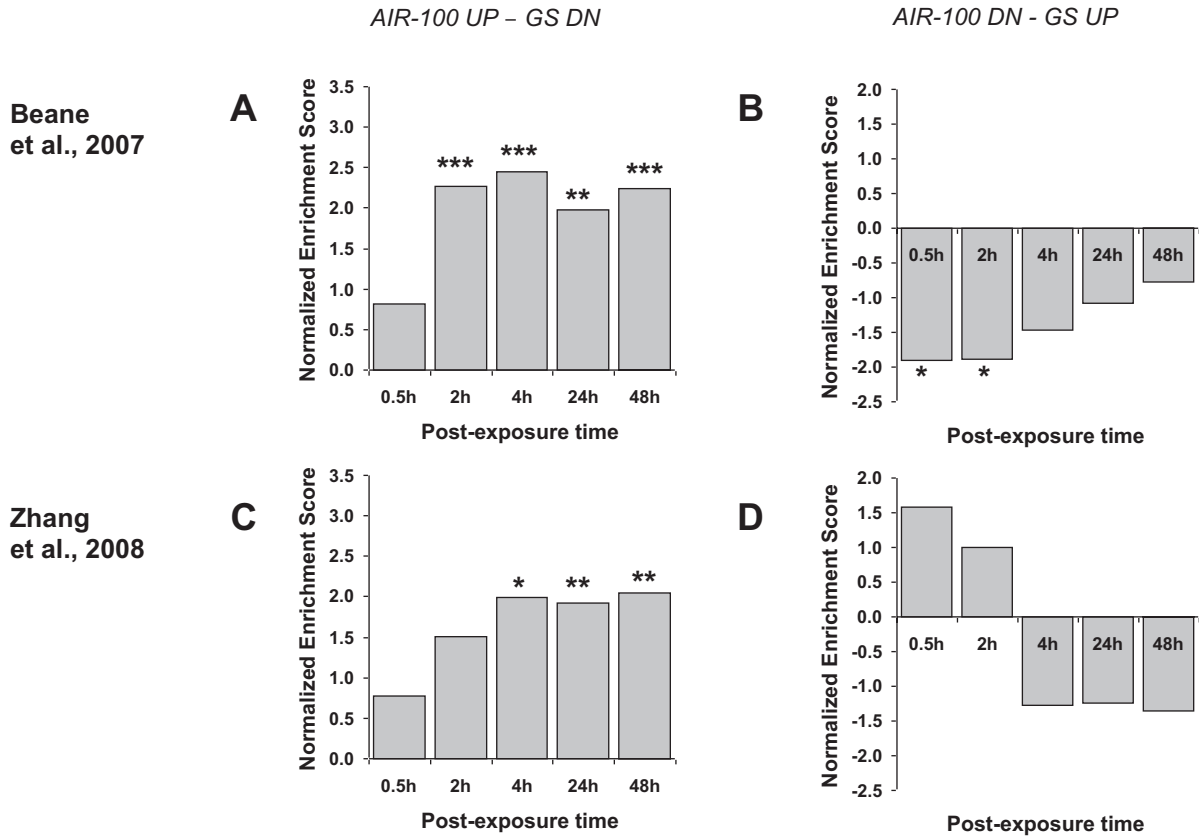 AIR-100 UP – GS DN
AIR-100 DN - GS UP
Beane
et al., 2007
A
Normalized Enrichment Score
3.5
3.0
2.5
2.0
1.5
1.0
0.5
0.0
***
***
**
***
0.5h
2h
4h
24h
48h
Post-exposure time
B
Normalized Enrichment Score
2.0
1.5
1.0
0.5
0.0
-0.5
-1.0
-1.5
-2.0
-2.5
0.5h
2h
4h
24h
48h
*
*
Post-exposure time
Zhang
et al., 2008
C
Normalized Enrichment Score
3.5
3.0
2.5
2.0
1.5
1.0
0.5
0.0
*
**
**
0.5h
2h
4h
24h
48h
Post-exposure time
D
Normalized Enrichment Score
2.0
1.5
1.0
0.5
0.0
-0.5
-1.0
-1.5
-2.0
-2.5
0.5h
2h
4h
24h
48h
Post-exposure time